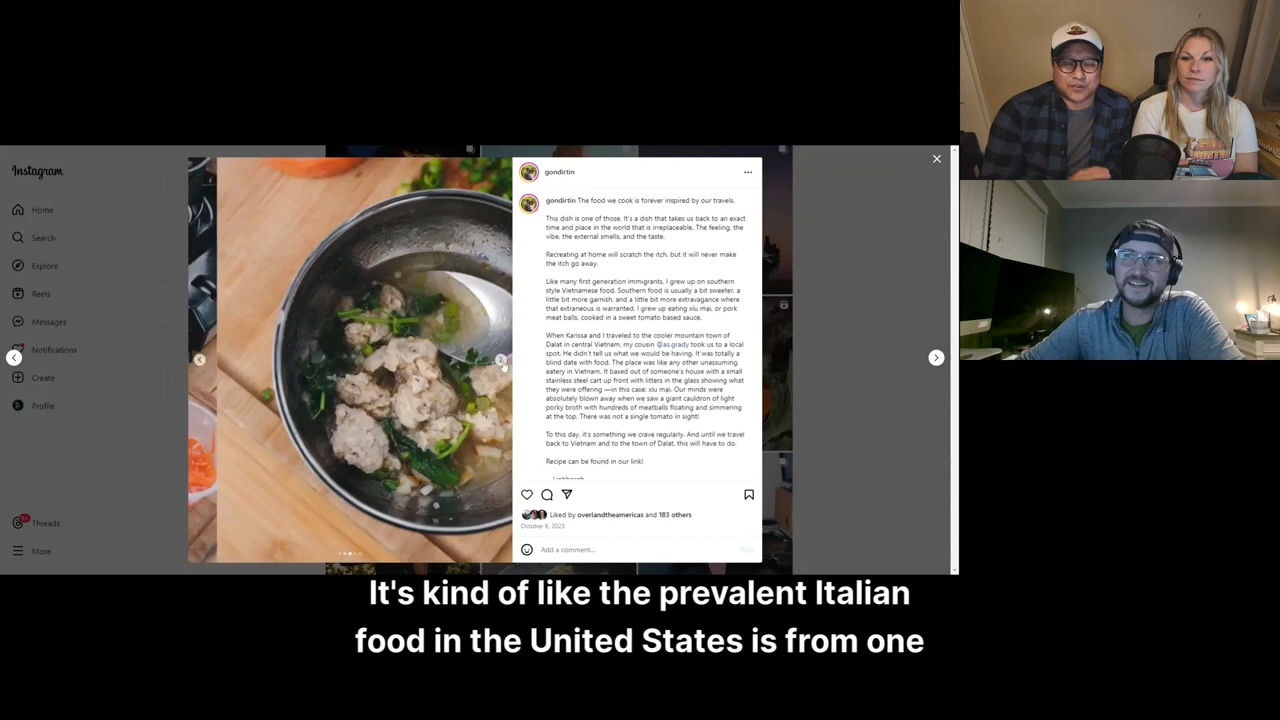 Instagram
Home
Search
Explore
Reels
Messages
Notifications
Create
Profile
Threads
More
gondirtin
gondirtin The food we cook is forever inspired by our travels.
This dish is one of those. It's a dish that takes us back to an exact
time and place in the world that is irreplaceable. The feeling, the
vibe, the external smells, and the taste.
Recreating at home will scratch the itch, but it will never make
the itch go away.
Like many first generation immigrants, I grew up on southern
style Vietnamese food. Southern food is usually a bit sweeter, a
little bit more garnish, and a little bit more extravagance where
that extraneous is warranted. I grew up eating xiu mai, or pork
meat balls, cooked in a sweet tomato based sauce.
When Karissa and I traveled to the cooler mountain town of
Dalat in central Vietnam, my cousin @as.grady took us to a local
spot. He didn't tell us what we would be having. It was totally a
blind date with food. The place was like any other unassuming
eatery in Vietnam. It based out of someone's house with a small
stainless steel cart up front with litters in the glass showing what
they were offering —in this case: xiu mai. Our minds were
absolutely blown away when we saw a giant cauldron of light
porky broth with hundreds of meatballs floating and simmering
at the top. There was not a single tomato in sight!
To this day, it's something we crave regularly. And until we travel
back to Vietnam and to the town of Dalat, this will have to do.
Recipe can be found in our link!
Liked by overlandtheamericas and 183 others
October 6, 2023
Add a comment...
Post
It's kind of like the prevalent Italian
food in the United States is from one